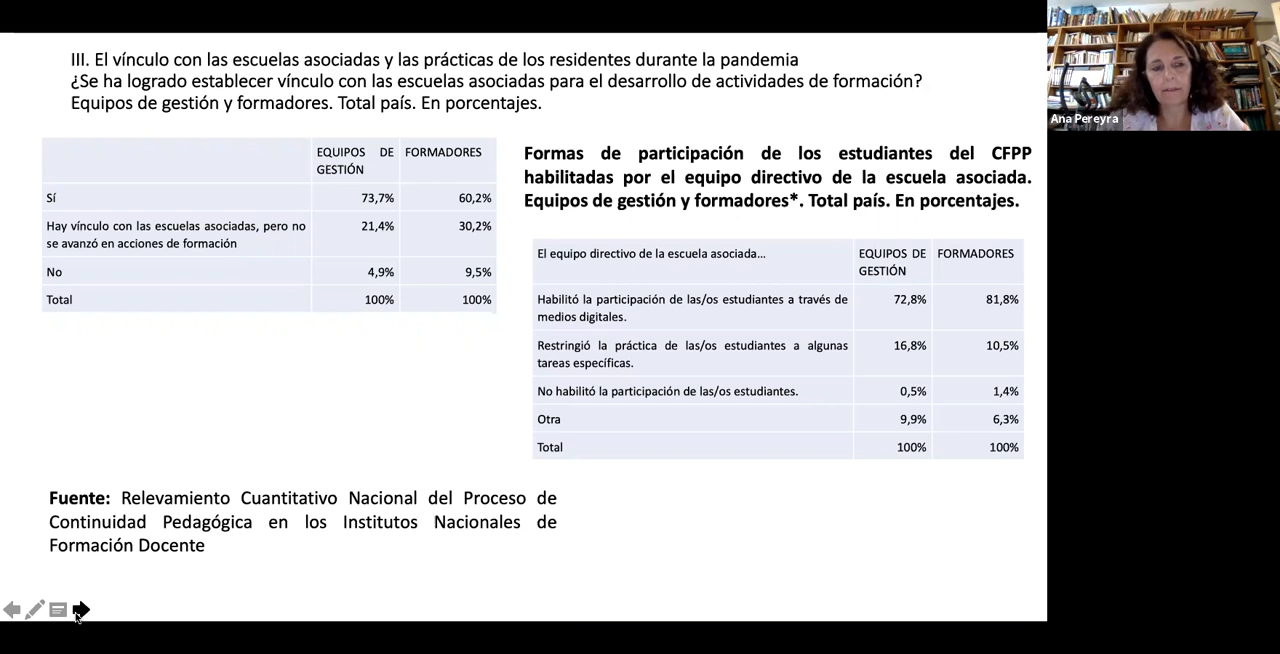 III. El vínculo con las escuelas asociadas y las prácticas de los residentes durante la pandemia
¿Se ha logrado establecer vínculo con las escuelas asociadas para el desarrollo de actividades de formación?
Equipos de gestión y formadores. Total país. En porcentajes.
EQUIPOS DE FORMADORES
GESTIÓN
Sí 73,7% 60,2%
Hay vínculo con las escuelas asociadas, pero no 21,4% 30,2%
se avanzó en acciones de formación
No 4,9% 9,5%
Total 100% 100%
Formas de participación de los estudiantes del CFPP
habilitadas por el equipo directivo de la escuela asociada.
Equipos de gestión y formadores*. Total país. En porcentajes.
El equipo directivo de la escuela asociada... EQUIPOS DE FORMADORES
GESTIÓN
Habilitó la participación de las/os estudiantes a través de 72,8% 81,8%
medios digitales.
Restringió la práctica de las/os estudiantes a algunas 16,8% 10,5%
tareas específicas.
No habilitó la participación de las/os estudiantes. 0,5% 1,4%
Otra 9,9% 6,3%
Total 100% 100%
Fuente: Relevamiento Cuantitativo Nacional del Proceso de
Continuidad Pedagógica en los Institutos Nacionales de
Formación Docente
Ana Pereyra